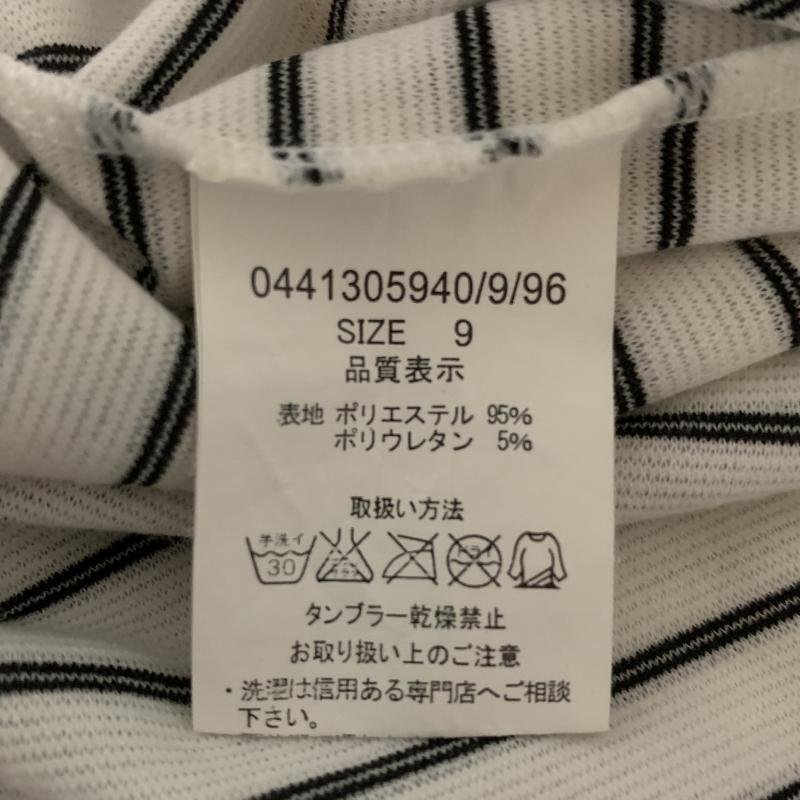 0441305940/9/96
SIZE 9
品質表示
表地 ポリエステル 95%
ポリウレタン 5%
取扱い方法
手洗イ
30
ドライ
タンブラー乾燥禁止
お取り扱い上のご注意
・洗濯は信用ある専門店へご相談
下さい。